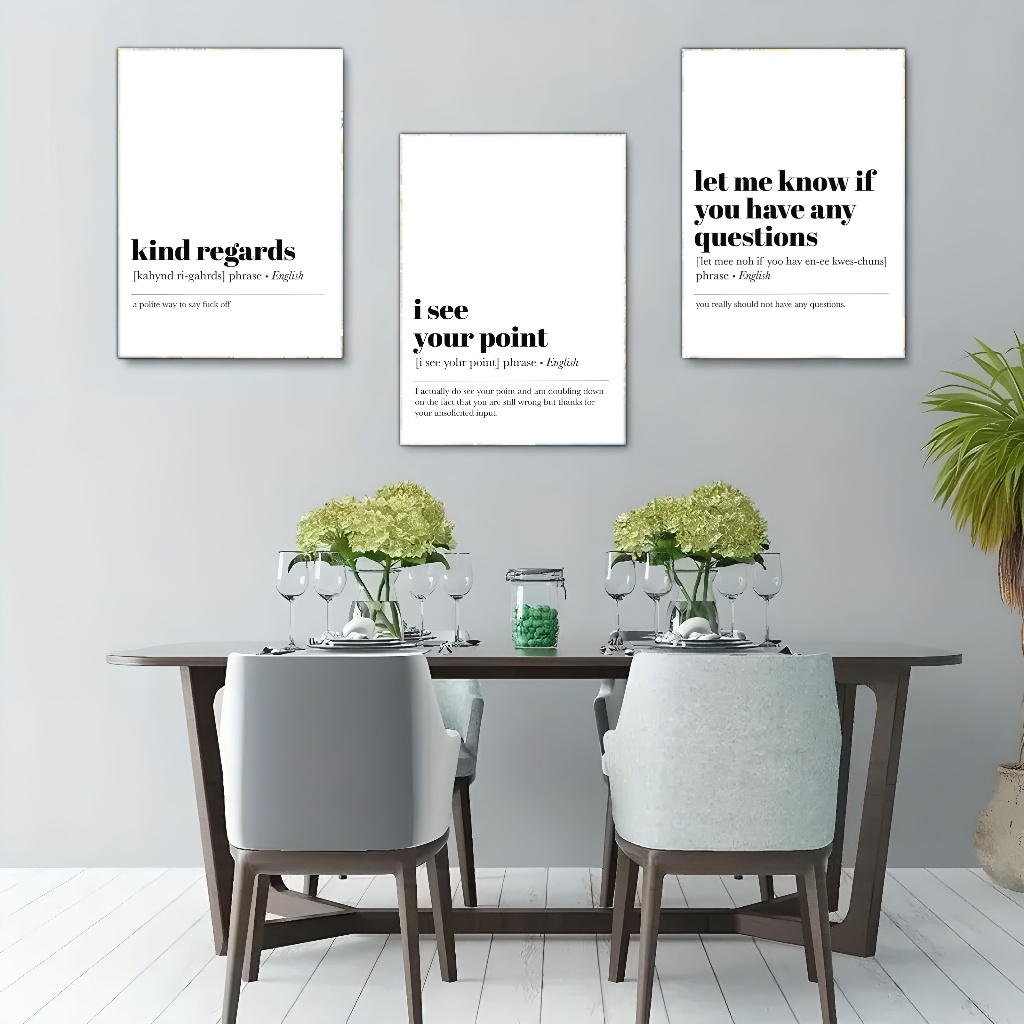 kind regards
[kahynd ri-gahrds] phrase • English
a polite way to say fuck off
i see
your point
[i see yohr point] phrase • English
I actually do see your point and am doubling down
on the fact that you are still wrong but thanks for
your unsolicited input.
let me know if
you have any
questions
[let mee noh if yoo hav en-ee kwes-chuns]
phrase • English
you really should not have any questions.